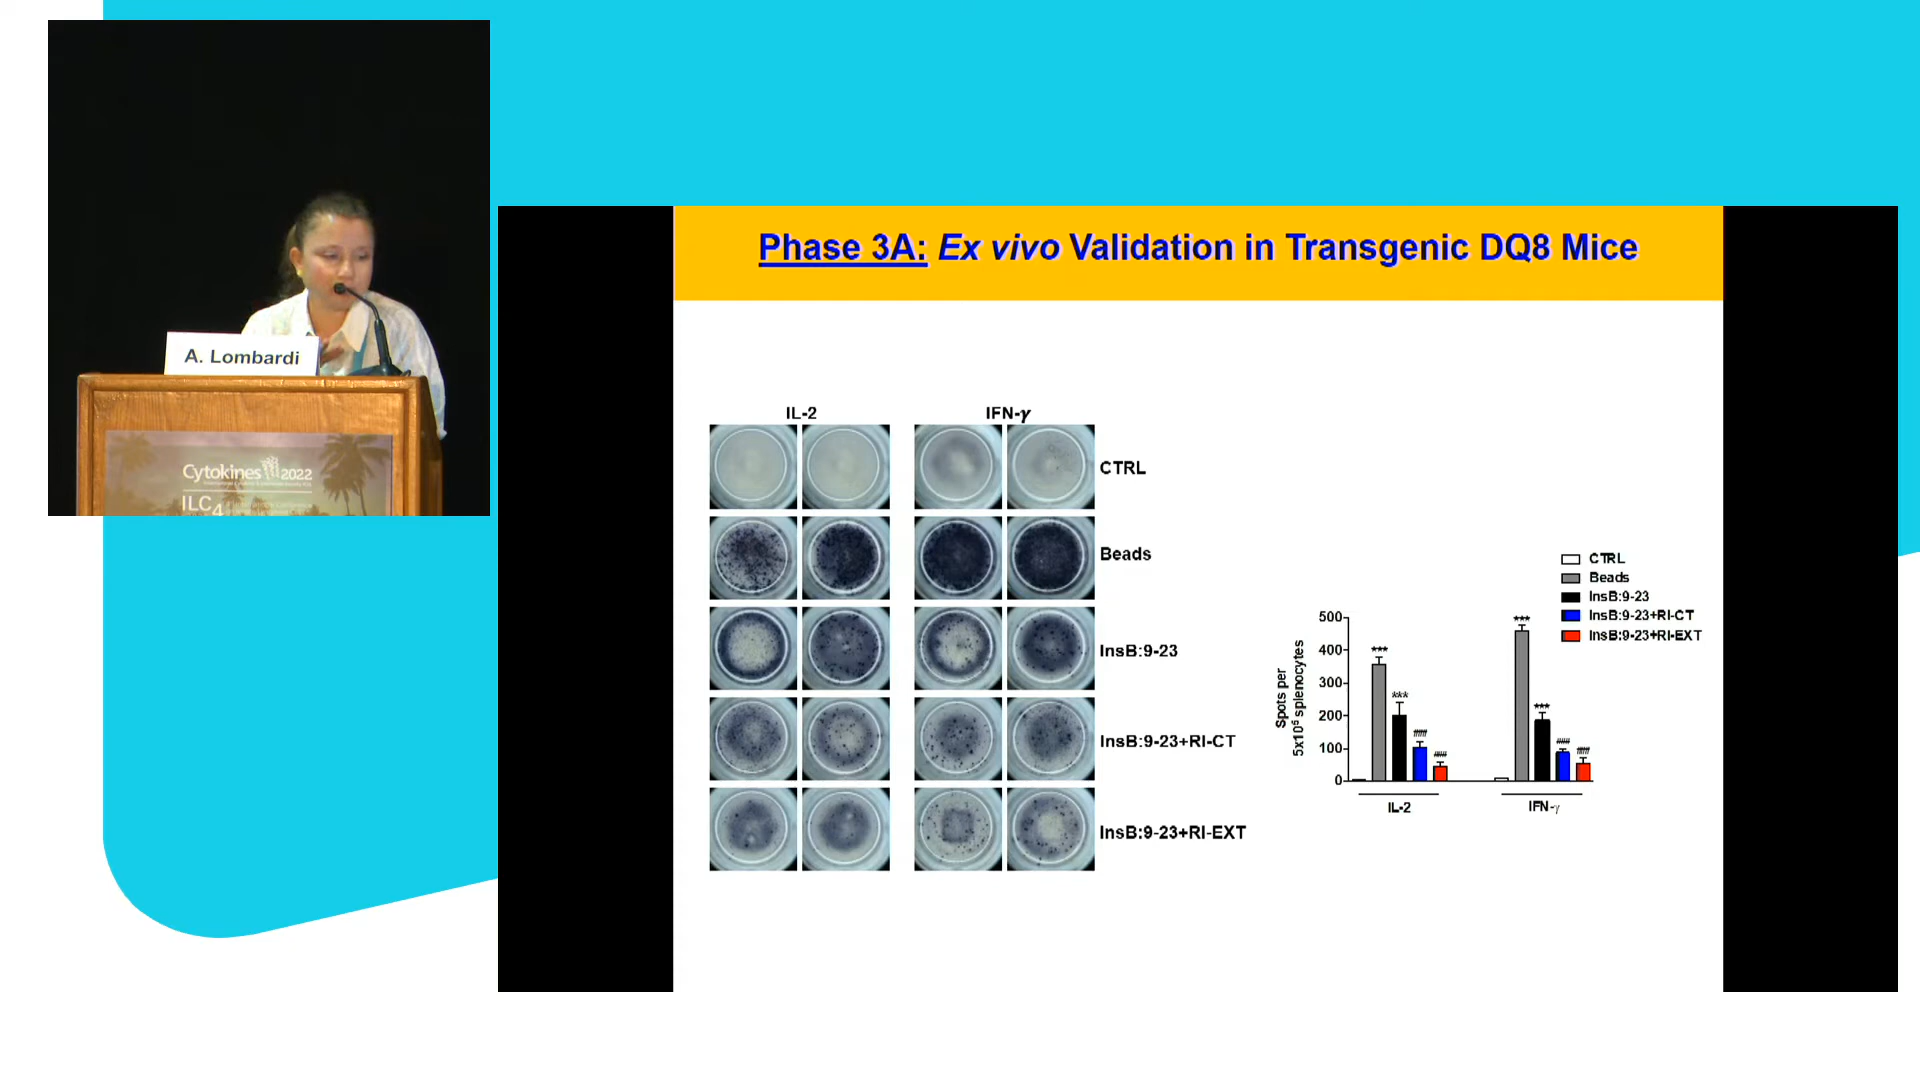 A. Lombardi
Cytokines 2022
ILC4
Phase 3A: Ex vivo Validation in Transgenic DQ8 Mice
IL-2
IFN-γ
CTRL
Beads
InsB:9-23
InsB:9-23+RI-CT
InsB:9-23+RI-EXT
CTRL
Beads
InsB:9-23
InsB:9-23+RI-CT
InsB:9-23+RI-EXT
Spots per
5x10⁵ splenocytes
500
400
300
200
100
0
***
***
###
###
***
***
###
###
IL-2
IFN-γ